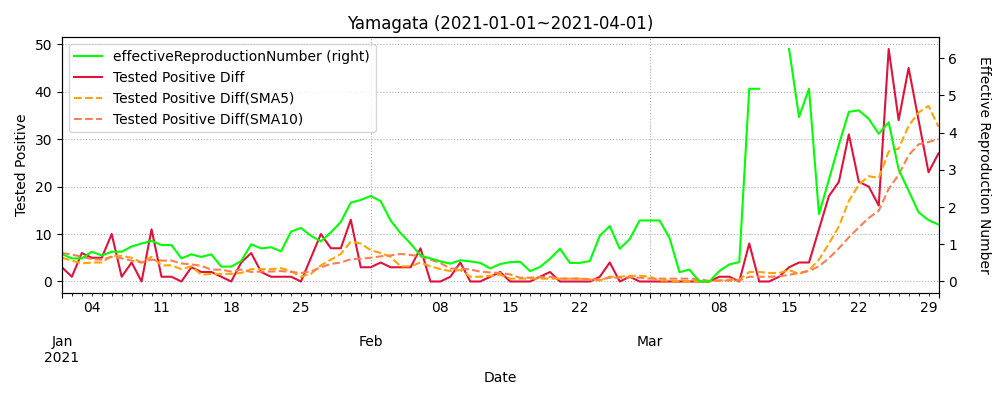 Yamagata (2021-01-01~2021-04-01)
effectiveReproductionNumber (right)
Tested Positive Diff
Tested Positive Diff(SMA5)
Tested Positive Diff(SMA10)
Tested Positive
50
40
30
20
10
0
6
5
4
3
2
1
0
Effective Reproduction Number
04 11 18 25 08 15 22 08 15 22 29
Jan Feb Mar
2021
Date